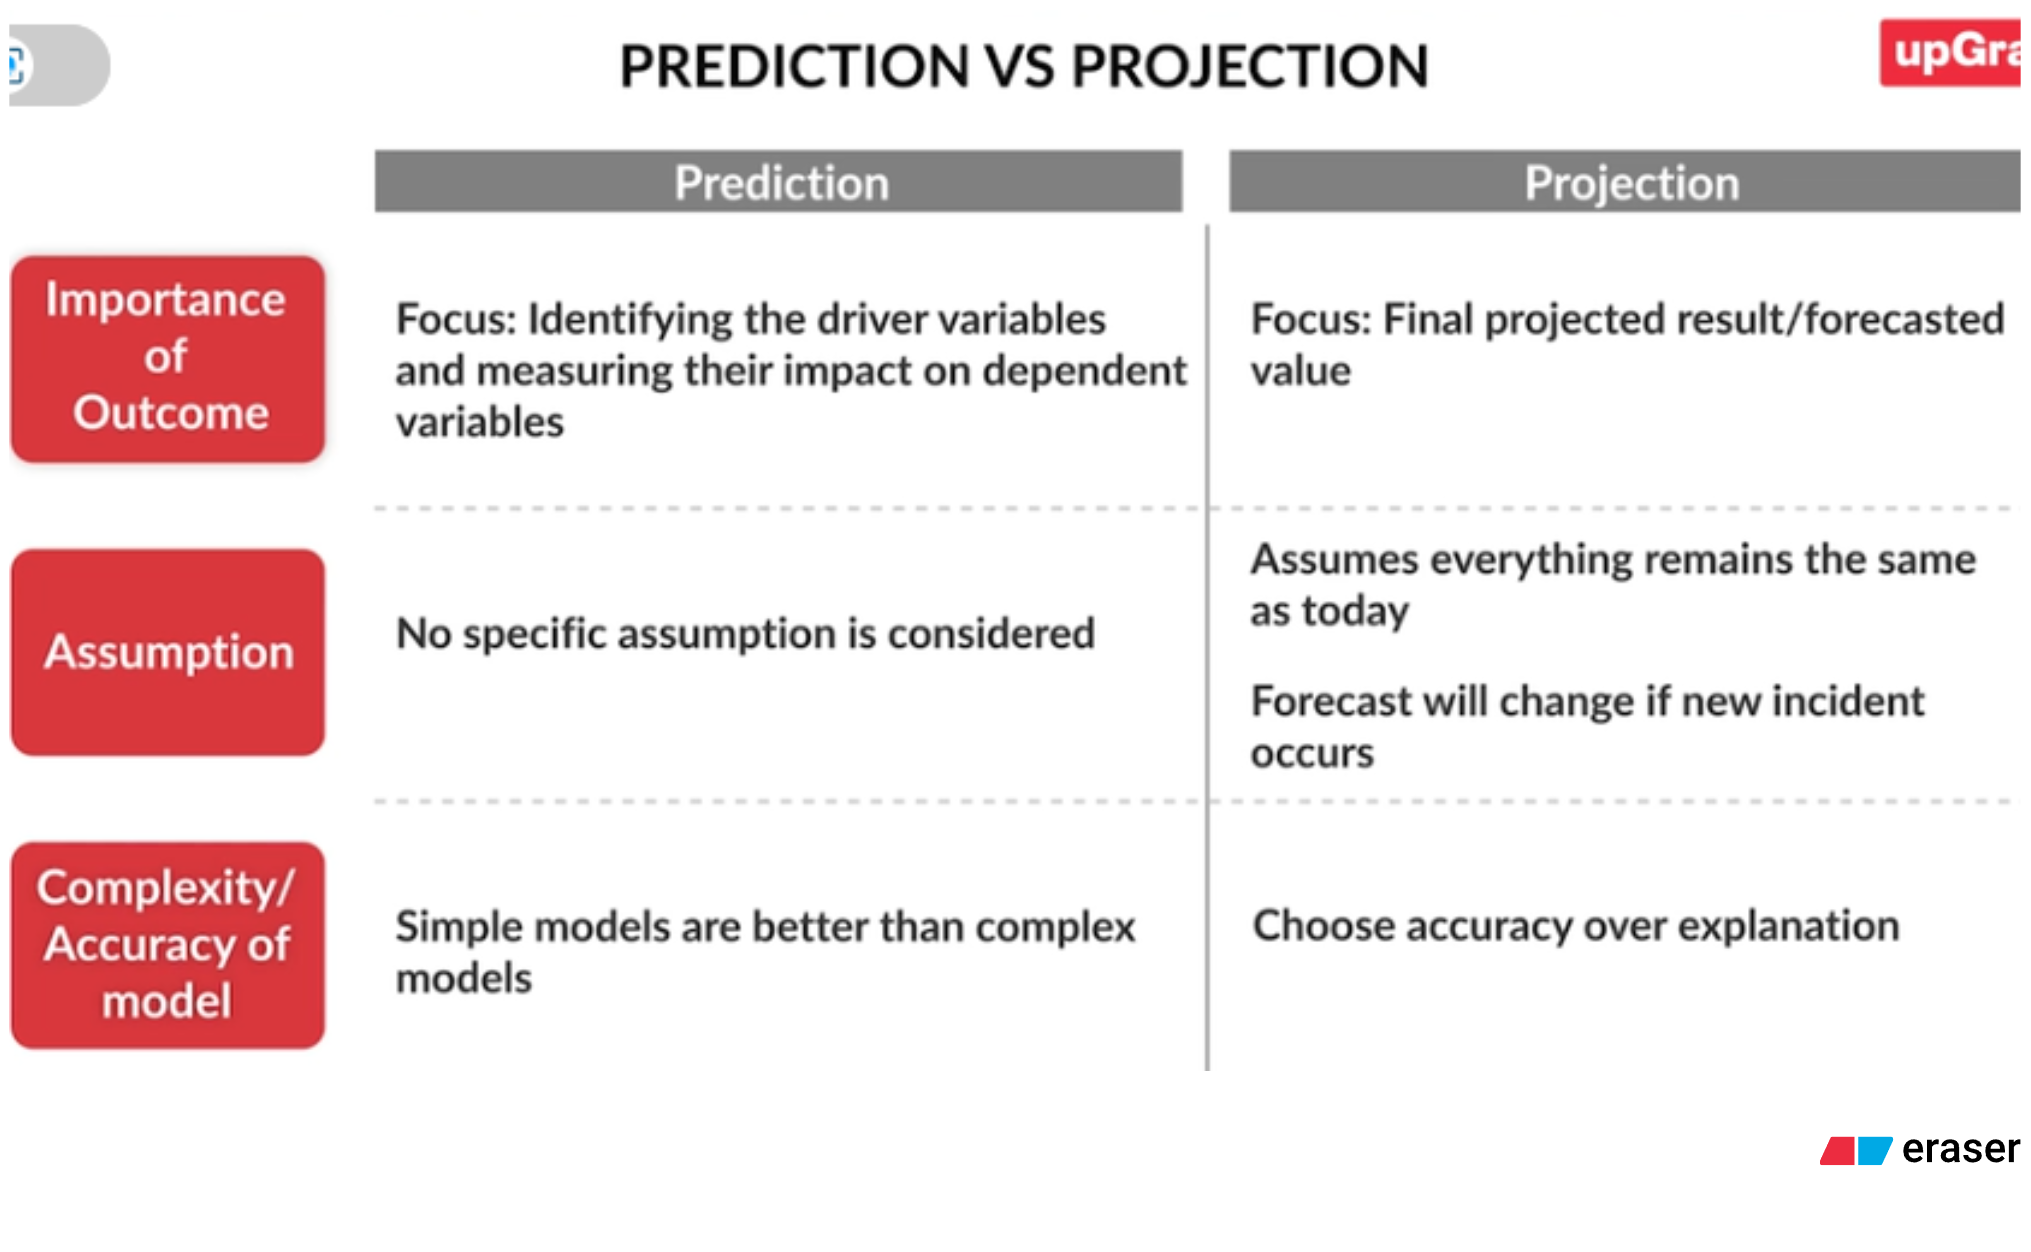 PREDICTION VS PROJECTION
upGra
Prediction
Projection
Importance
of
Outcome
Focus: Identifying the driver variables
and measuring their impact on dependent
variables
Focus: Final projected result/forecasted
value
Assumption
No specific assumption is considered
Assumes everything remains the same
as today
Forecast will change if new incident
occurs
Complexity/
Accuracy of
model
Simple models are better than complex
models
Choose accuracy over explanation
eraser